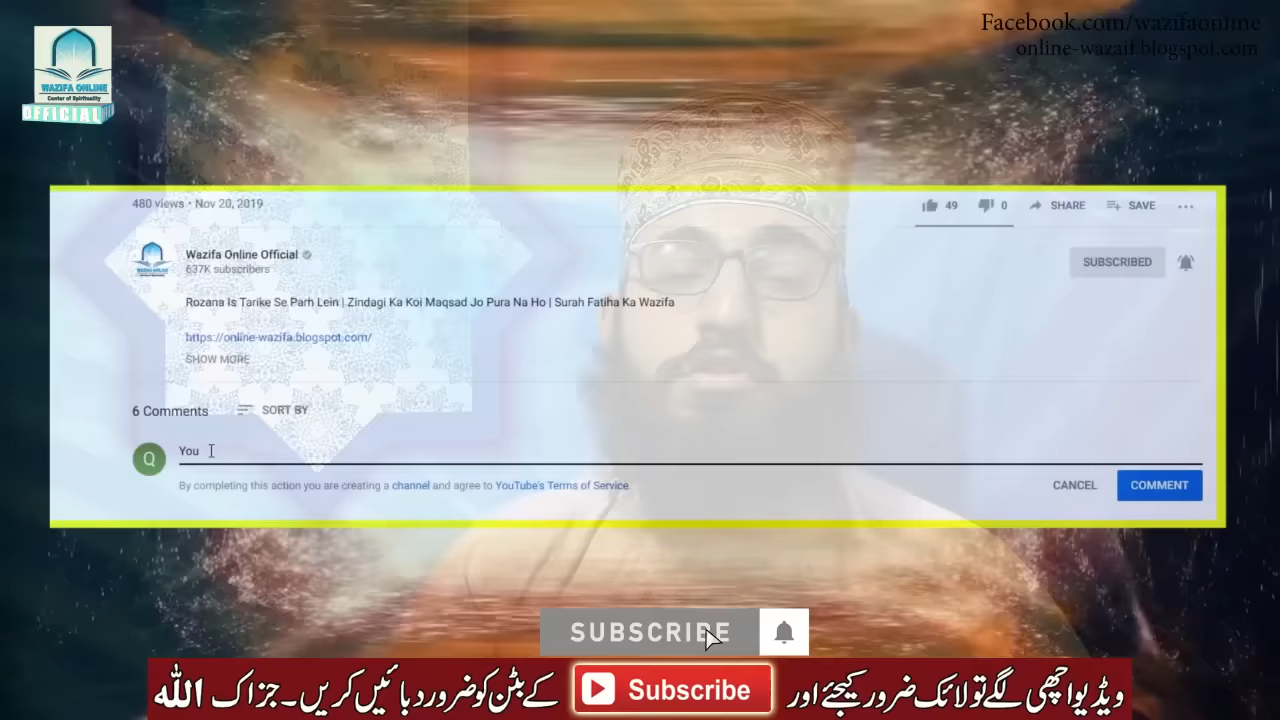 Facebook.com/wazifaonline
online-wazaif.blogspot.com
WAZIFA ONLINE
Center of Spirituality
OFFICIAL
480 views • Nov 20, 2019
49
0
SHARE
SAVE
Wazifa Online Official
637K subscribers
SUBSCRIBED
Rozana Is Tarike Se Parh Lein | Zindagi Ka Koi Maqsad Jo Pura Na Ho | Surah Fatiha Ka Wazifa
https://online-wazifa.blogspot.com/
SHOW MORE
6 Comments
SORT BY
Q
You
By completing this action you are creating a channel and agree to YouTube's Terms of Service.
CANCEL
COMMENT
SUBSCRIBE
ویڈیو اچھی لگے تو لائک ضرور کیجئے اور Subscribe کے بٹن کو ضرور دبائیں کریں۔ جزاک اللہ